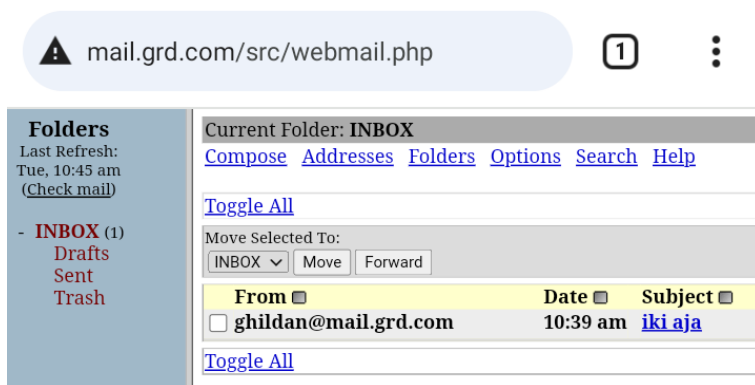 mail.grd.com/src/webmail.php
1
Folders
Last Refresh:
Tue, 10:45 am
(Check mail)
- INBOX (1)
Drafts
Sent
Trash
Current Folder: INBOX
Compose Addresses Folders Options Search Help
Toggle All
Move Selected To:
INBOX Move Forward
From Date Subject
ghildan@mail.grd.com 10:39 am iki aja
Toggle All